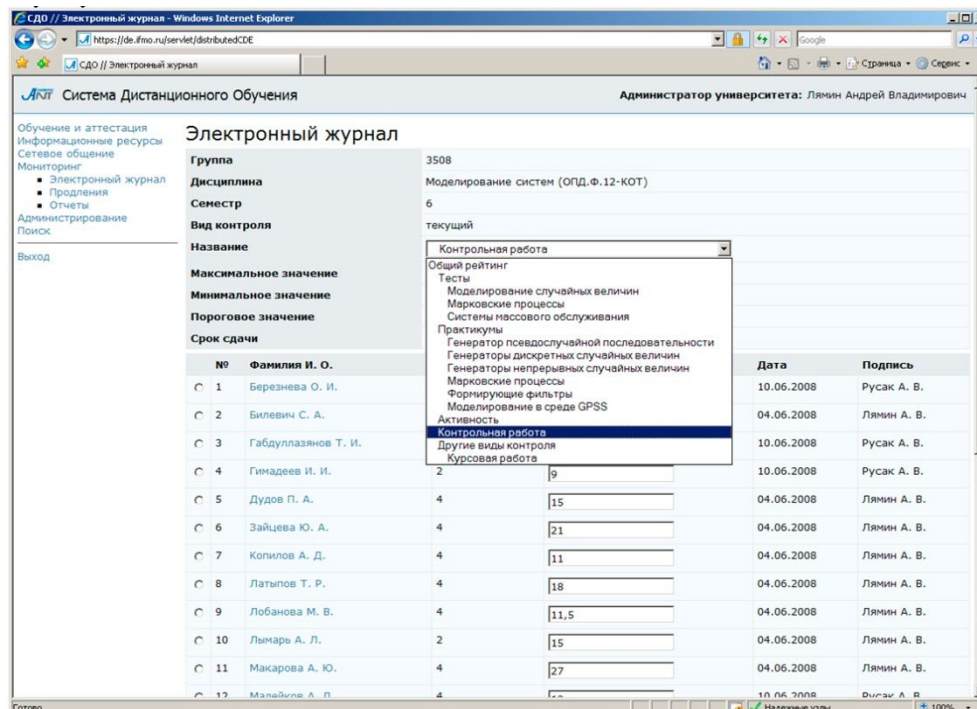 СДО // Электронный журнал - Windows Internet Explorer
https://de.ifmo.ru/servlet/distributedCDE
Google
СДО // Электронный журнал
Страница
Сервис
Система Дистанционного Обучения
Администратор университета: Лямин Андрей Владимирович
Обучение и аттестация
Информационные ресурсы
Сетевое общение
Мониторинг
Электронный журнал
Продления
Отчеты
Администрирование
Поиск
Выход
Электронный журнал
Группа 3508
Дисциплина Моделирование систем (ОПД.Ф.12-КОТ)
Семестр 6
Вид контроля текущий
Название Контрольная работа
Максимальное значение
Минимальное значение
Пороговое значение
Срок сдачи
Общий рейтинг
Тесты
Моделирование случайных величин
Марковские процессы
Системы массового обслуживания
Практикумы
Генератор псевдослучайной последовательности
Генераторы дискретных случайных величин
Генераторы непрерывных случайных величин
Марковские процессы
Формирующие фильтры
Моделирование в среде GPSS
Активность
Контрольная работа
Другие виды контроля
Курсовая работа
№ Фамилия И. О. Дата Подпись
1 Березнева О. И. 10.06.2008 Русак А. В.
2 Билевич С. А. 04.06.2008 Лямин А. В.
3 Габдуллазянов Т. И. 10.06.2008 Русак А. В.
4 Гимадеев И. И. 2 9 10.06.2008 Русак А. В.
5 Дудов П. А. 4 15 04.06.2008 Лямин А. В.
6 Зайцева Ю. А. 4 21 04.06.2008 Лямин А. В.
7 Копилов А. Д. 4 11 04.06.2008 Лямин А. В.
8 Латыпов Т. Р. 4 18 04.06.2008 Лямин А. В.
9 Лобанова М. В. 4 11,5 04.06.2008 Лямин А. В.
10 Лымарь А. Л. 2 15 04.06.2008 Лямин А. В.
11 Макарова А. Ю. 4 27 04.06.2008 Лямин А. В.
12 4 10.06.2008 Русак А. В.
Готово
Надежные узлы
100%